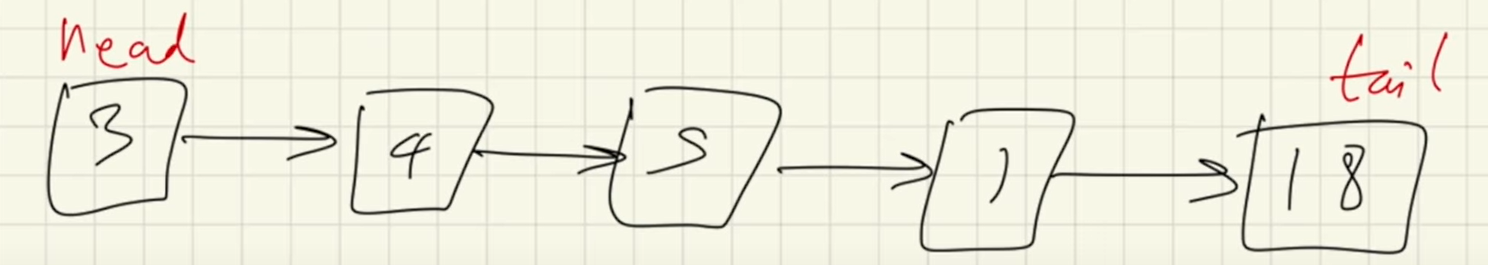 head tail
3 → 4 → 5 → 1 → 18